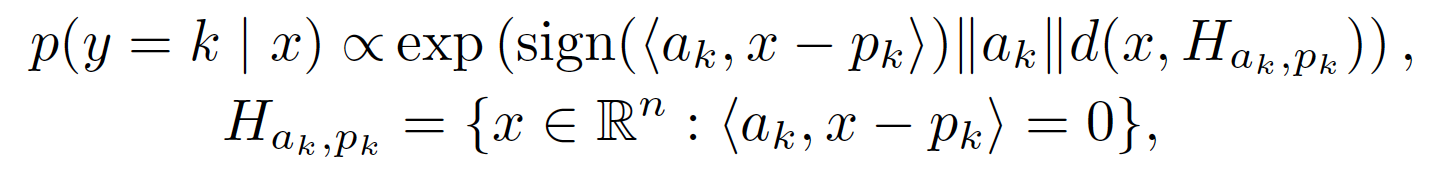 p(y = k | x) ∝ exp (sign(⟨a_k, x − p_k⟩)‖a_k‖d(x, H_{a_k,p_k})) ,
H_{a_k,p_k} = {x ∈ ℝ^n : ⟨a_k, x − p_k⟩ = 0},